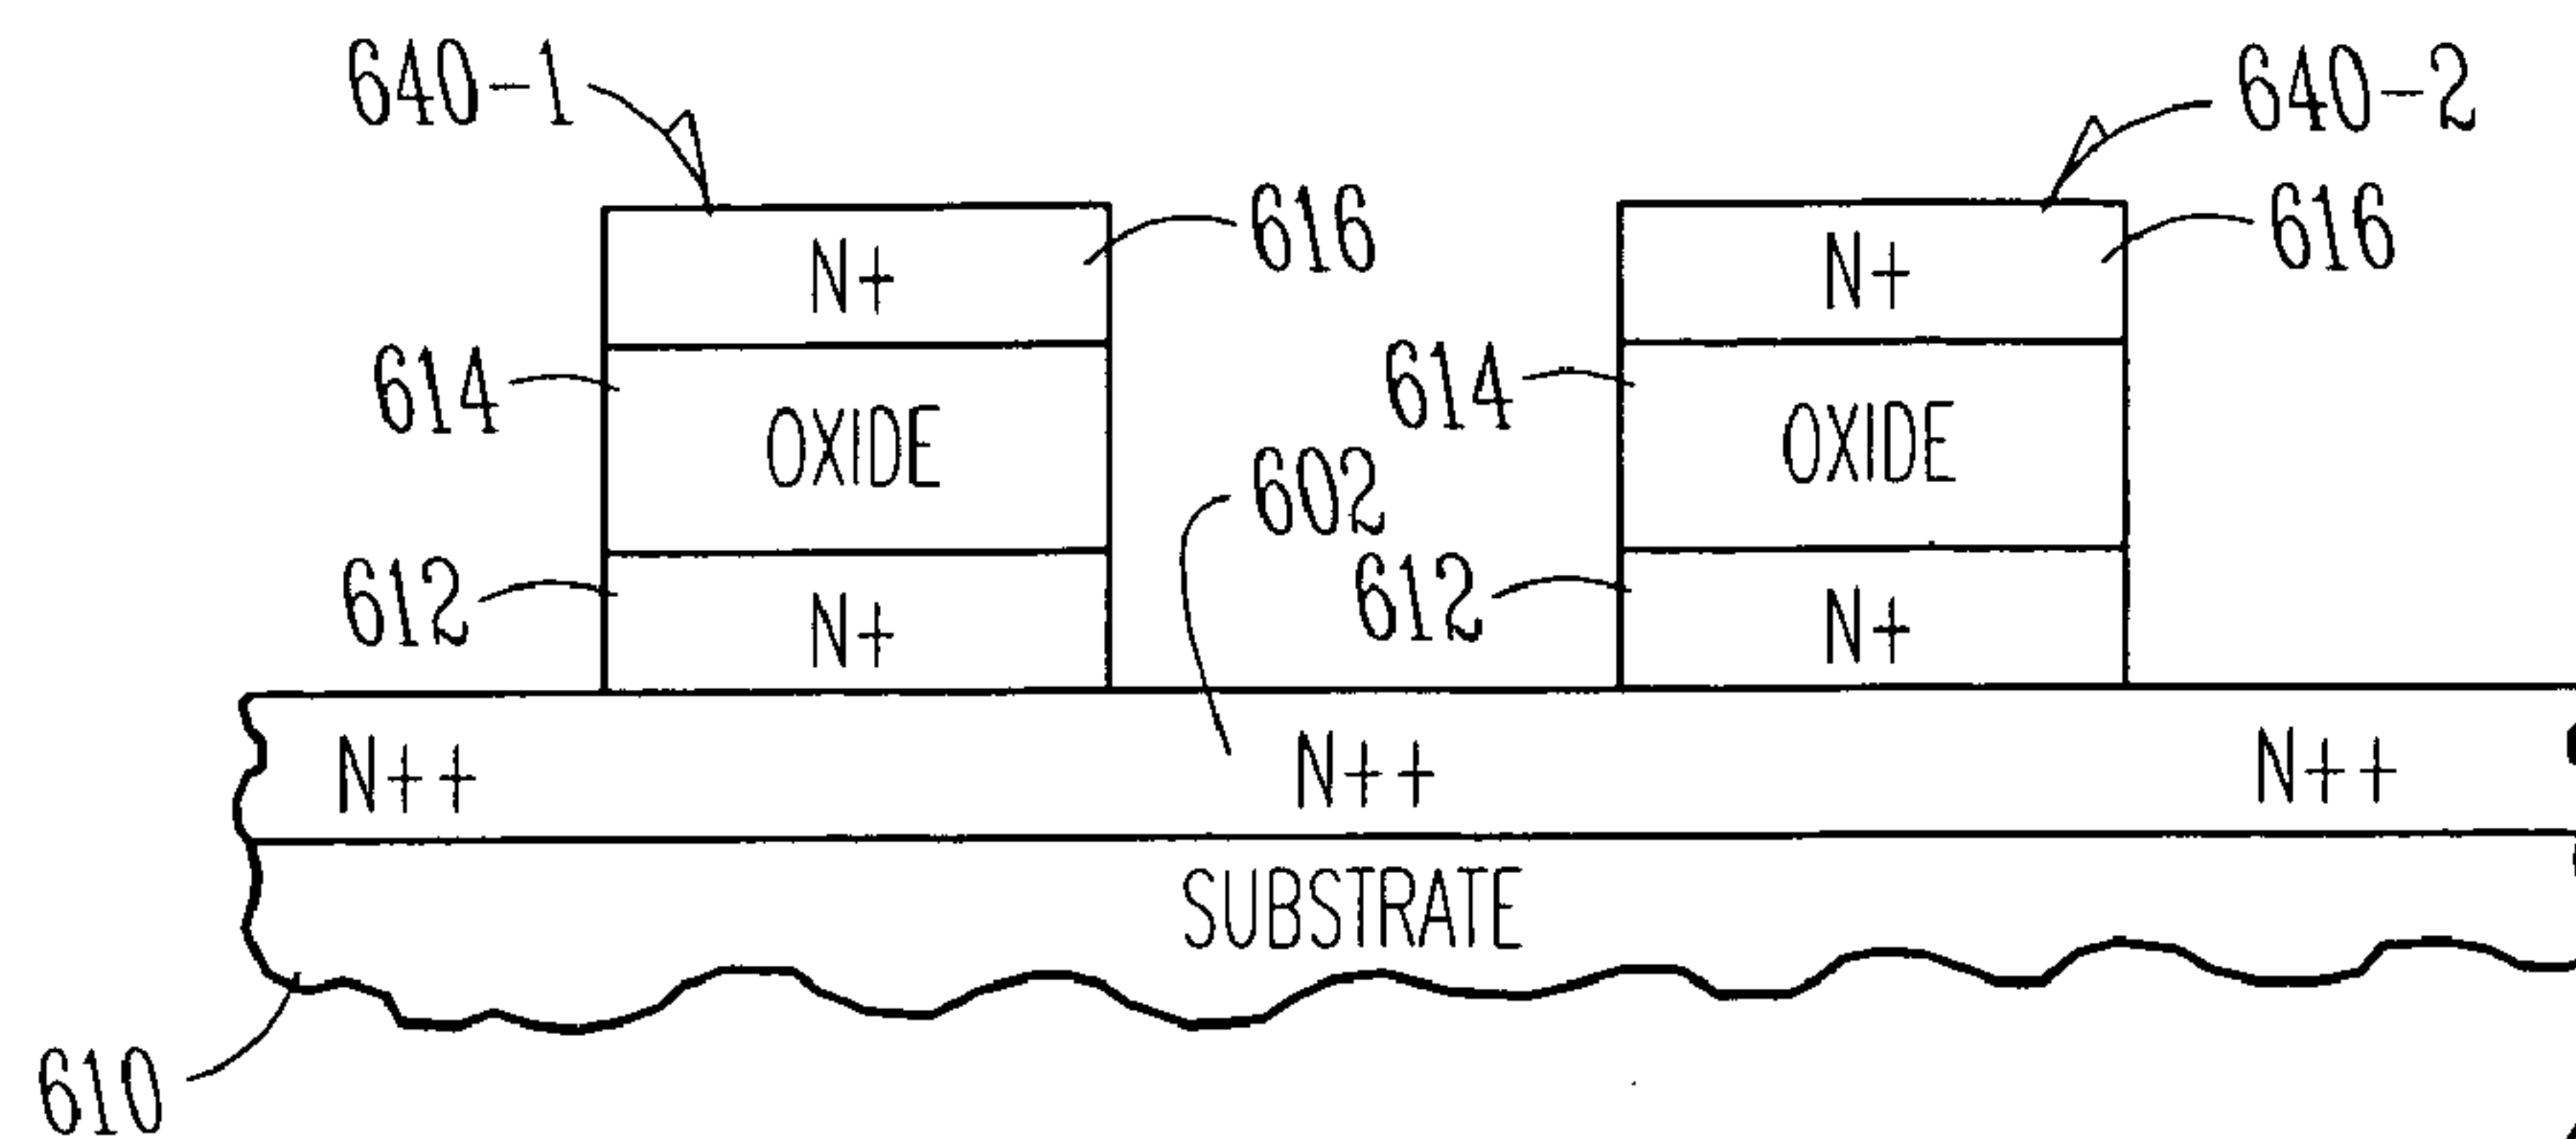 640-1
640-2
616
616
N+
N+
614
614
OXIDE
OXIDE
602
612
612
N+
N+
N++ N++ N++
SUBSTRATE
610